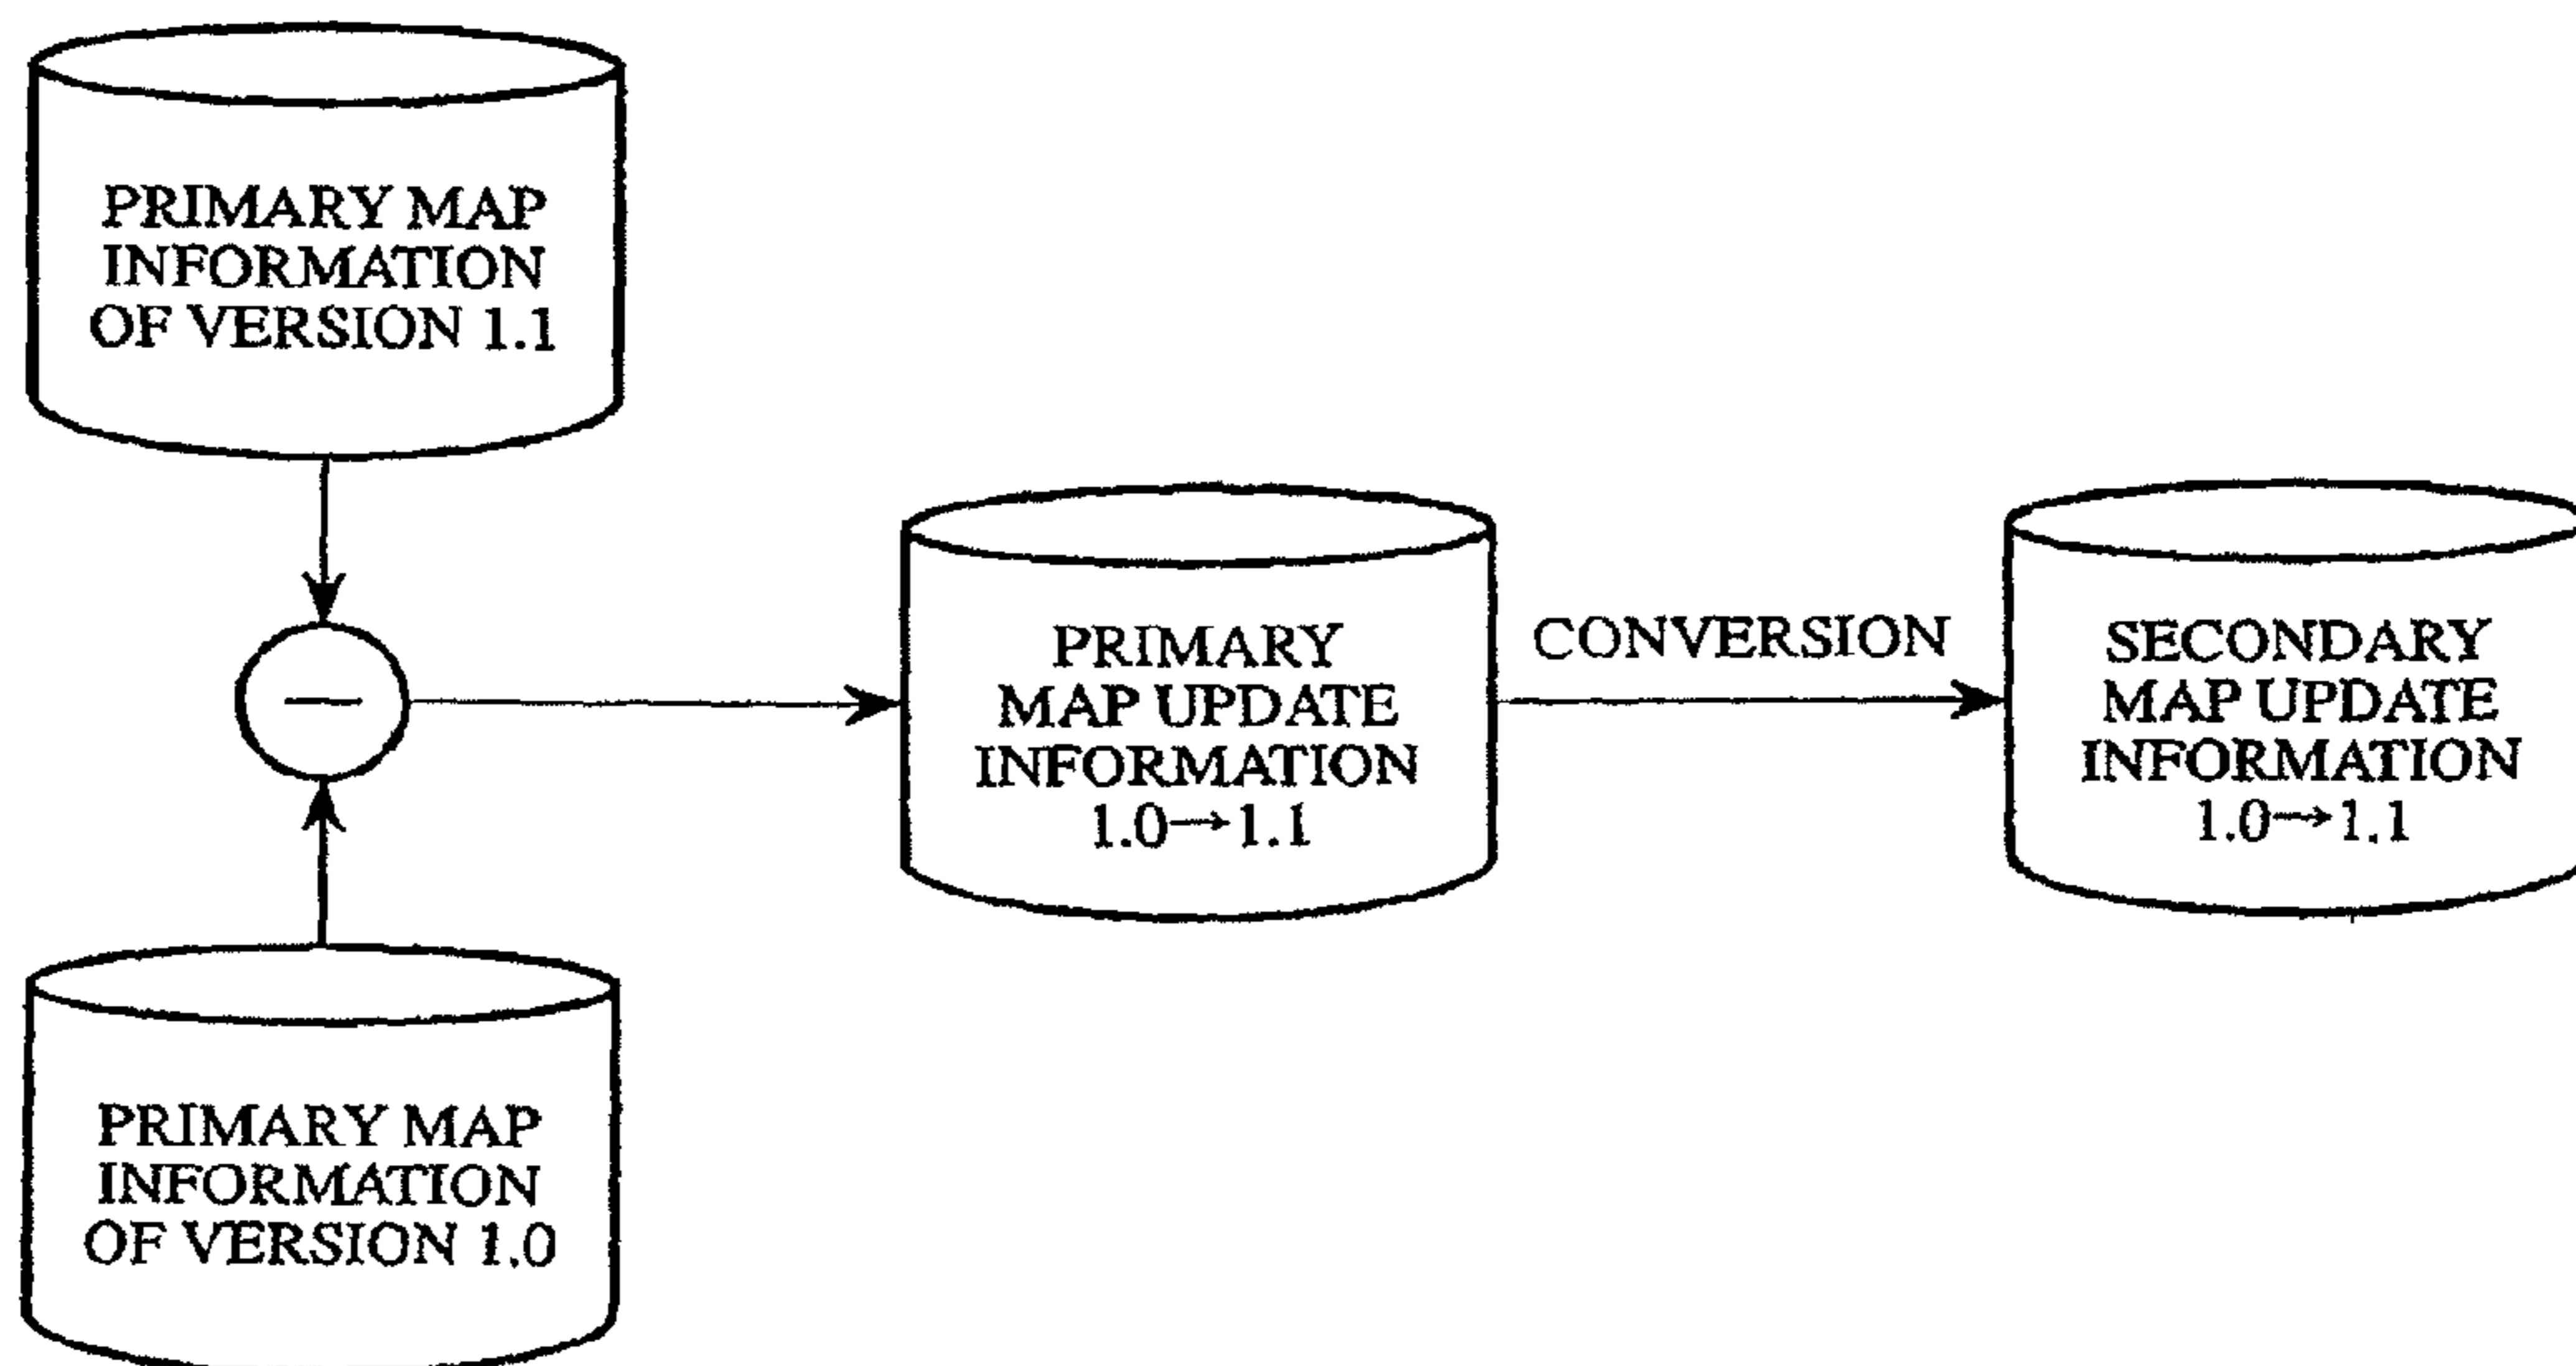 PRIMARY MAP
INFORMATION
OF VERSION 1.1
—
PRIMARY
MAP UPDATE
INFORMATION
1.0→1.1
CONVERSION
SECONDARY
MAP UPDATE
INFORMATION
1.0→1.1
PRIMARY MAP
INFORMATION
OF VERSION 1.0